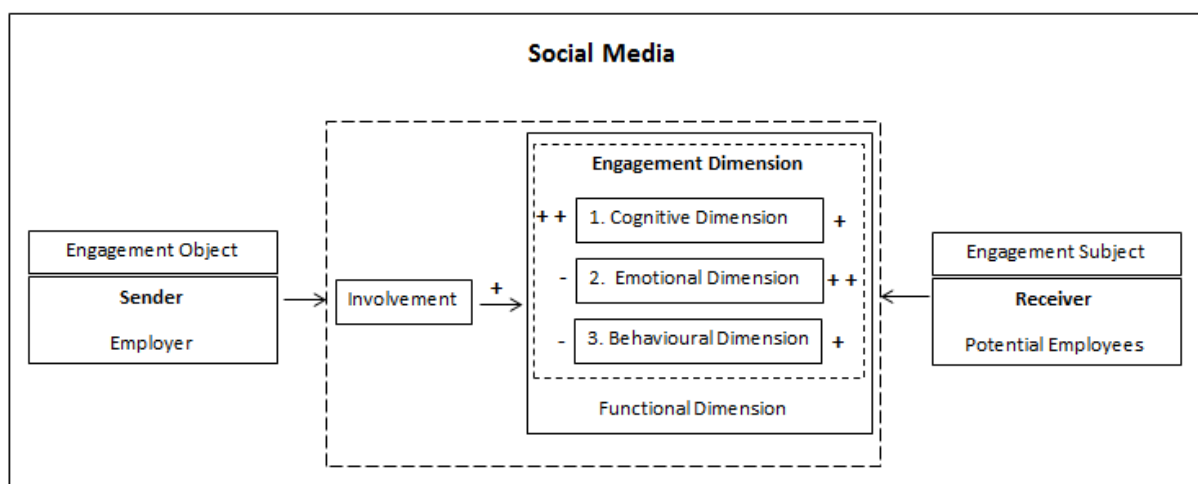 Social Media
Engagement Dimension
+ + 1. Cognitive Dimension +
Engagement Object
Engagement Subject
- 2. Emotional Dimension + +
Sender
Employer
Involvement
+
Receiver
Potential Employees
- 3. Behavioural Dimension +
Functional Dimension